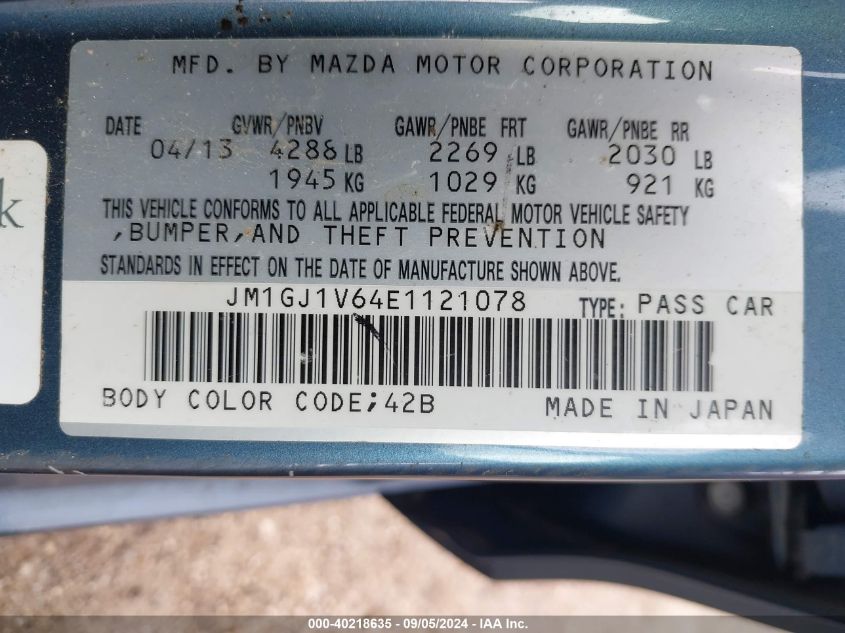 MFD. BY MAZDA MOTOR CORPORATION
DATE GVWR/PNBV GAWR/PNBE FRT GAWR/PNBE RR
04/13 4286 LB 2269 LB 2030 LB
1945 KG 1029 KG 921 KG
THIS VEHICLE CONFORMS TO ALL APPLICABLE FEDERAL MOTOR VEHICLE SAFETY
,BUMPER,AND THEFT PREVENTION
STANDARDS IN EFFECT ON THE DATE OF MANUFACTURE SHOWN ABOVE.
JM1GJ1V64E1121078 TYPE: PASS CAR
BODY COLOR CODE;42B MADE IN JAPAN
k
000-40218635 - 09/05/2024 - IAA Inc.